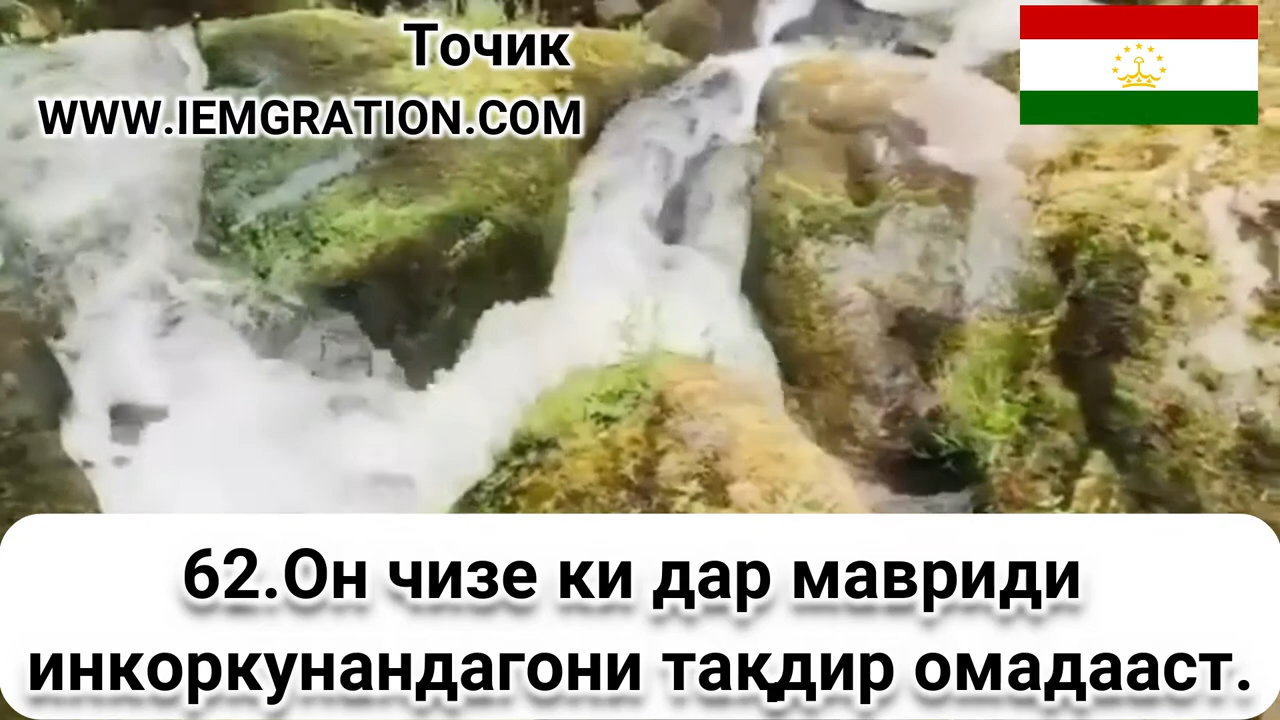 Точик
WWW.IEMGRATION.COM
62.Он чизе ки дар мавриди
инкоркунандагони тақдир омадааст.